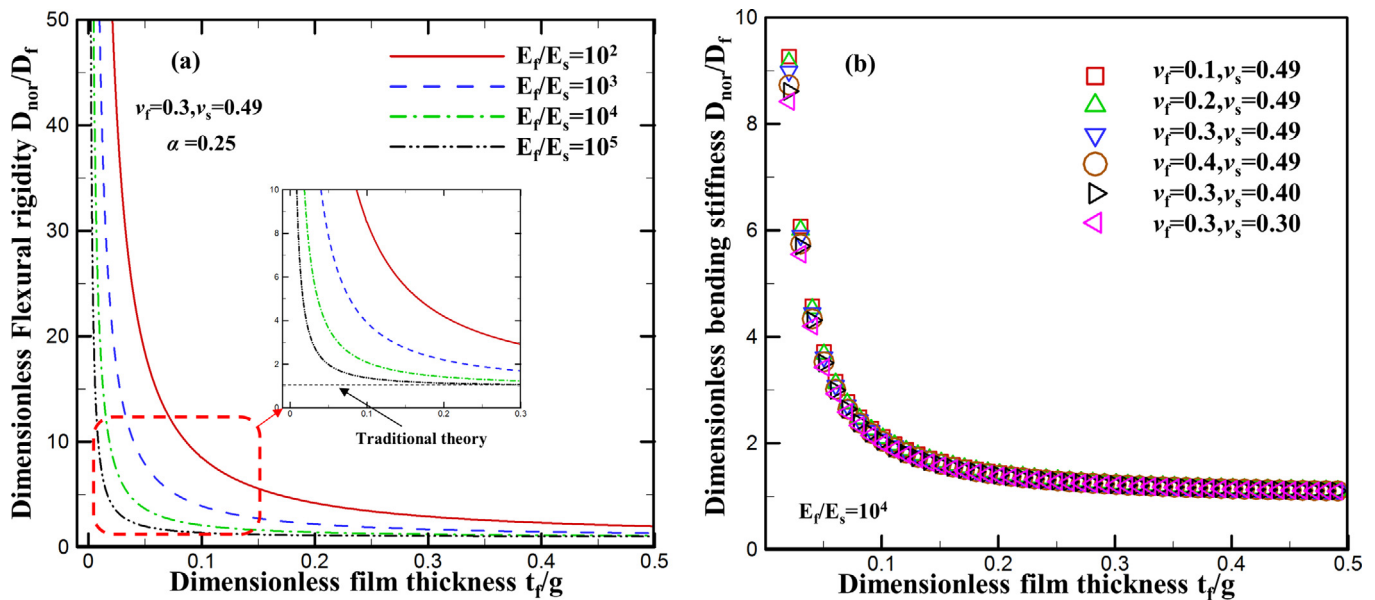 Dimensionless Flexural rigidity D_nor/D_f
50
40
30
20
10
0
(a)
ν_f=0.3,ν_s=0.49
α =0.25
E_f/E_s=10^2
E_f/E_s=10^3
E_f/E_s=10^4
E_f/E_s=10^5
10
8
6
4
2
0
0
0.1
0.2
0.3
Traditional theory
0
0.1
0.2
0.3
0.4
0.5
Dimensionless film thickness t_f/g
Dimensionless bending stiffness D_nor/D_f
10
8
6
4
2
0
(b)
ν_f=0.1,ν_s=0.49
ν_f=0.2,ν_s=0.49
ν_f=0.3,ν_s=0.49
ν_f=0.4,ν_s=0.49
ν_f=0.3,ν_s=0.40
ν_f=0.3,ν_s=0.30
E_f/E_s=10^4
0.1
0.2
0.3
0.4
0.5
Dimensionless film thickness t_f/g